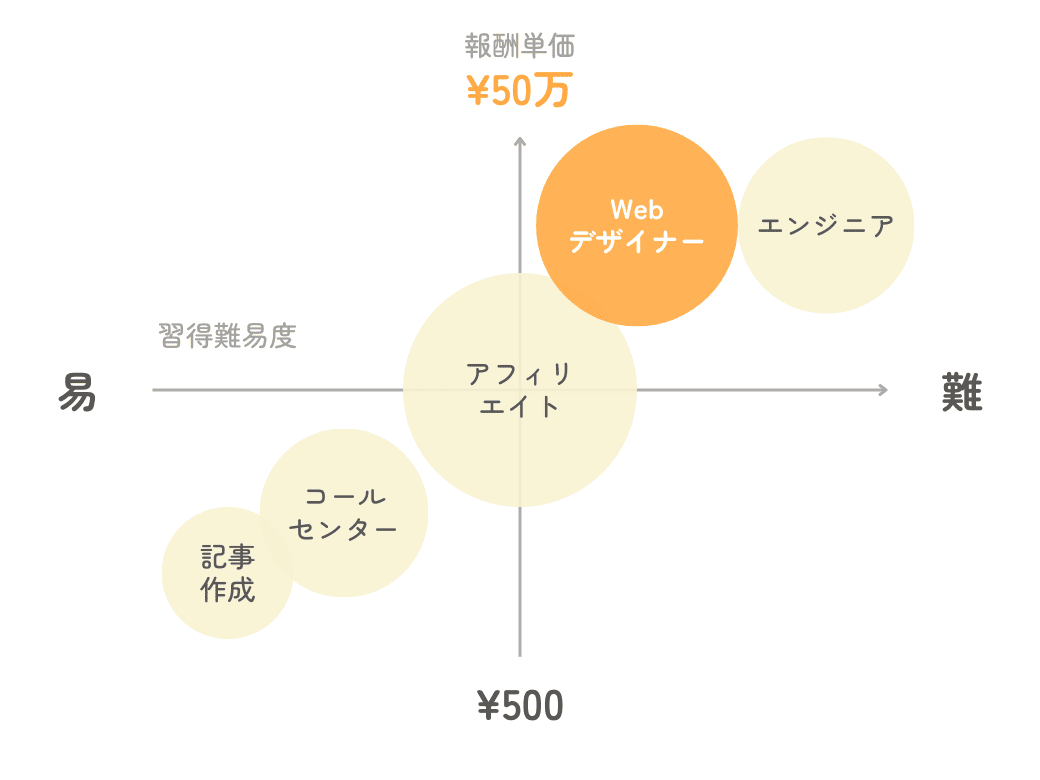 報酬単価
¥50万
Web
デザイナー
エンジニア
習得難易度
易
アフィリ
エイト
難
コール
センター
記事
作成
¥500